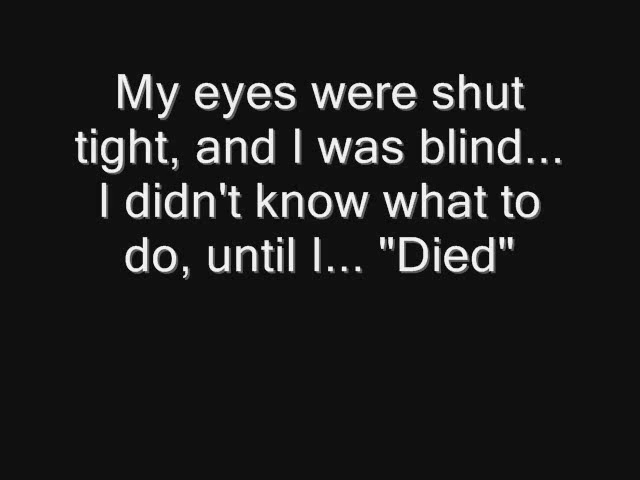 My eyes were shut
tight, and I was blind...
I didn't know what to
do, until I... "Died"